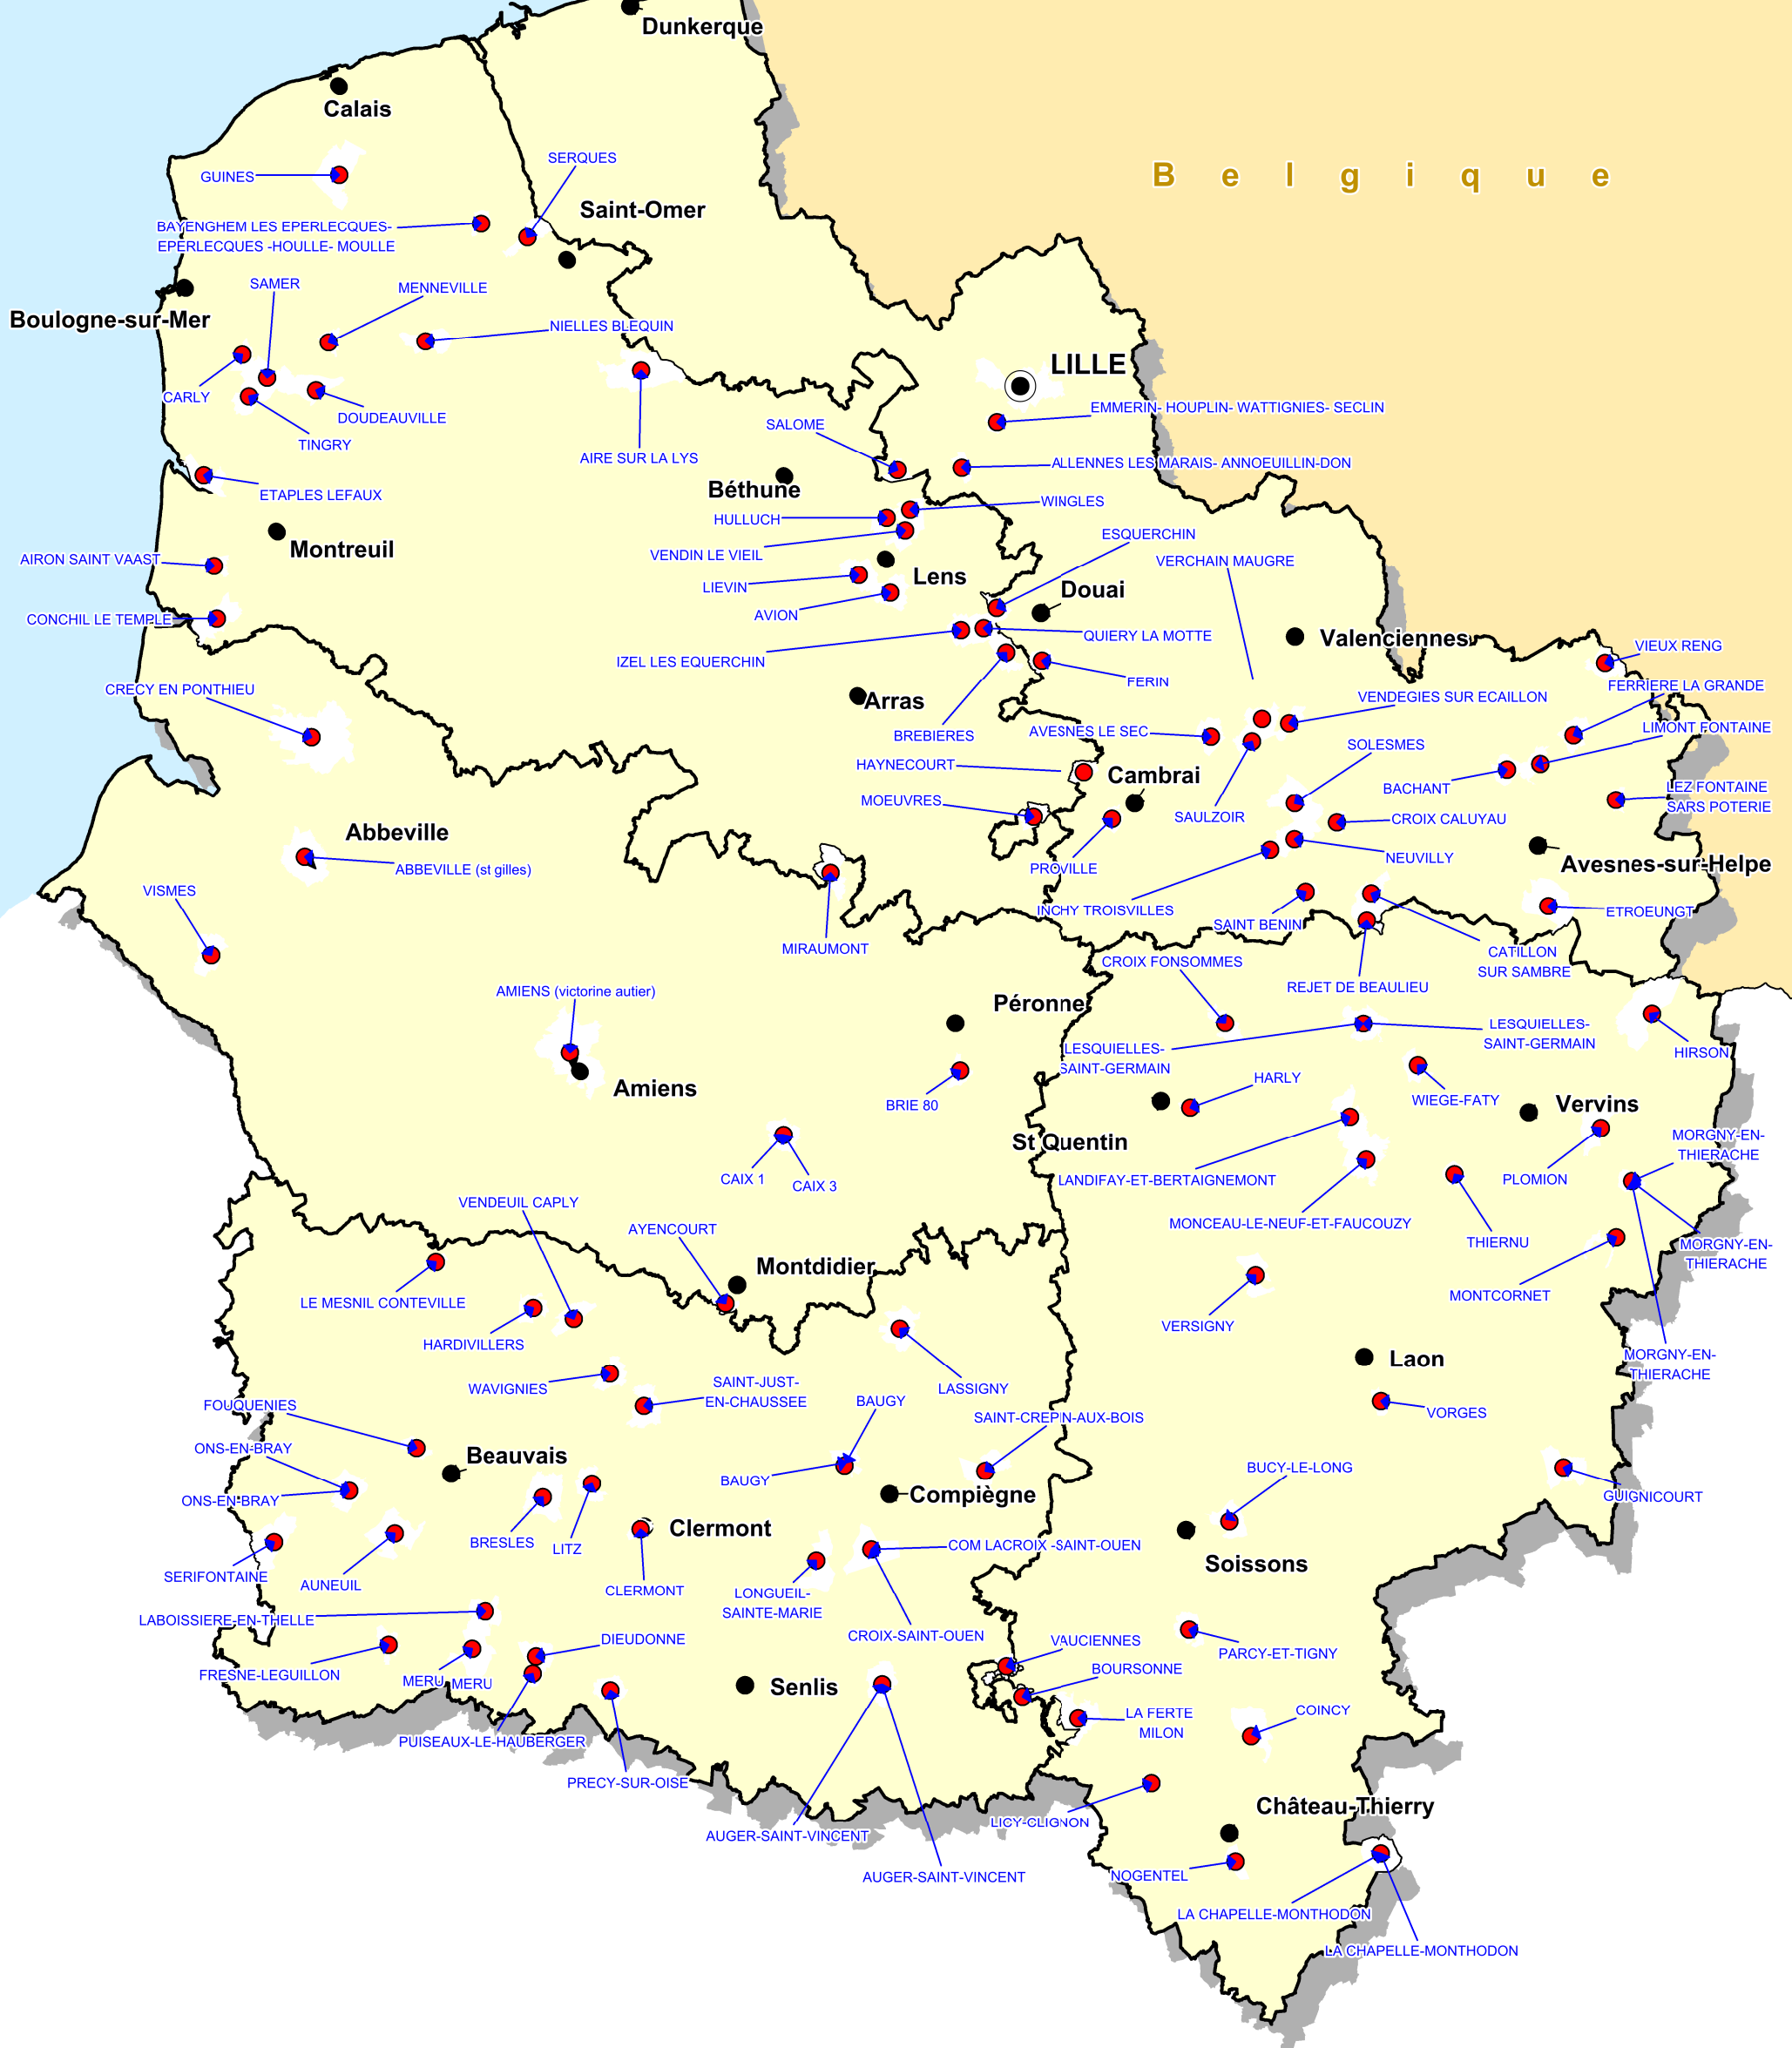 Dunkerque
Calais
SERQUES
GUINES
B e l g i q u e
Saint-Omer
BAYENGHEM LES EPERLECQUES-
EPERLECQUES -HOULLE- MOULLE
SAMER
MENNEVILLE
Boulogne-sur-Mer
NIELLES BLEQUIN
LILLE
CARLY
DOUDEAUVILLE
EMMERIN- HOUPLIN- WATTIGNIES- SECLIN
SALOME
TINGRY
AIRE SUR LA LYS
ALLENNES LES MARAIS- ANNOEUILLIN-DON
Béthune
ETAPLES LEFAUX
WINGLES
HULLUCH
ESQUERCHIN
Montreuil
VENDIN LE VIEIL
AIRON SAINT VAAST
VERCHAIN MAUGRE
Lens
LIEVIN
Douai
AVION
CONCHIL LE TEMPLE
QUIERY LA MOTTE
Valenciennes
VIEUX RENG
IZEL LES EQUERCHIN
FERIN
FERRIERE LA GRANDE
CRECY EN PONTHIEU
VENDEGIES SUR ECAILLON
Arras
LIMONT FONTAINE
AVESNES LE SEC
BREBIERES
SOLESMES
HAYNECOURT
Cambrai
BACHANT
LEZ FONTAINE
SARS POTERIE
MOEUVRES
SAULZOIR
CROIX CALUYAU
Abbeville
NEUVILLY
Avesnes-sur-Helpe
ABBEVILLE (st gilles)
PROVILLE
VISMES
INCHY TROISVILLES
ETROEUNGT
SAINT BENIN
MIRAUMONT
CATILLON
SUR SAMBRE
CROIX FONSOMMES
REJET DE BEAULIEU
AMIENS (victorine autier)
Péronne
LESQUIELLES-
SAINT-GERMAIN
LESQUIELLES-
SAINT-GERMAIN
HIRSON
HARLY
Amiens
WIEGE-FATY
Vervins
BRIE 80
St Quentin
MORGNY-EN-
THIERACHE
CAIX 1
CAIX 3
LANDIFAY-ET-BERTAIGNEMONT
PLOMION
VENDEUIL CAPLY
MONCEAU-LE-NEUF-ET-FAUCOUZY
AYENCOURT
THIERNU
MORGNY-EN-
THIERACHE
Montdidier
LE MESNIL CONTEVILLE
MONTCORNET
VERSIGNY
HARDIVILLERS
Laon
MORGNY-EN-
THIERACHE
WAVIGNIES
SAINT-JUST-
EN-CHAUSSEE
LASSIGNY
FOUQUENIES
BAUGY
SAINT-CREPIN-AUX-BOIS
VORGES
ONS-EN-BRAY
Beauvais
BUCY-LE-LONG
BAUGY
ONS-EN-BRAY
Compiègne
GUIGNICOURT
Clermont
BRESLES
LITZ
COM LACROIX -SAINT-OUEN
Soissons
SERIFONTAINE
AUNEUIL
CLERMONT
LONGUEIL-
SAINTE-MARIE
LABOISSIERE-EN-THELLE
CROIX-SAINT-OUEN
DIEUDONNE
VAUCIENNES
PARCY-ET-TIGNY
FRESNE-LEGUILLON
BOURSONNE
MERU
MERU
Senlis
COINCY
LA FERTE
MILON
PUISEAUX-LE-HAUBERGER
PRECY-SUR-OISE
Château-Thierry
LICY-CLIGNON
AUGER-SAINT-VINCENT
AUGER-SAINT-VINCENT
NOGENTEL
LA CHAPELLE-MONTHODON
LA CHAPELLE-MONTHODON